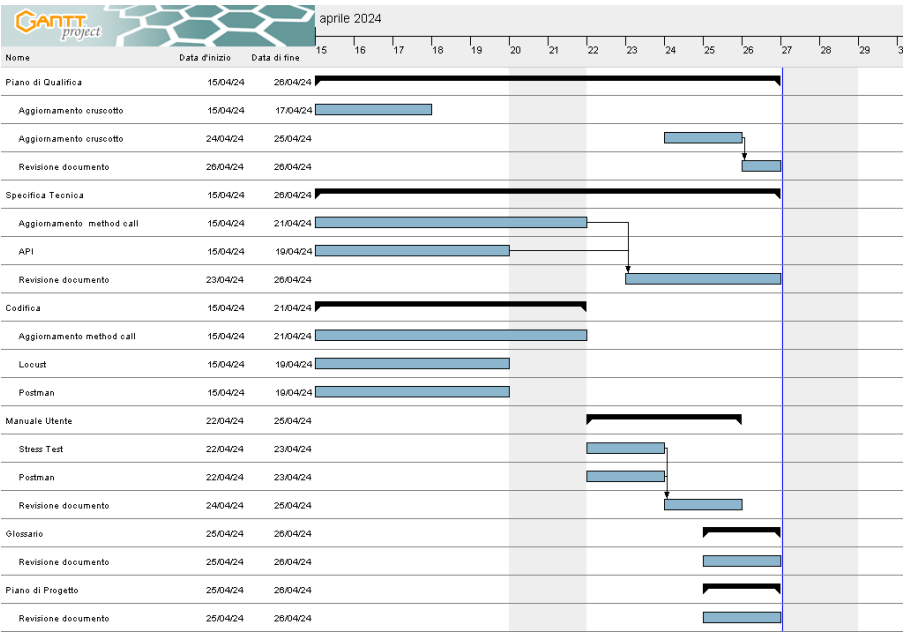 GANTT project
aprile 2024
15 16 17 18 19 20 21 22 23 24 25 26 27 28 29 3
Nome Data d'inizio Data di fine
Piano di Qualifica 15/04/24 26/04/24
Aggiornamento cruscotto 15/04/24 17/04/24
Aggiornamento cruscotto 24/04/24 25/04/24
Revisione documento 26/04/24 26/04/24
Specifica Tecnica 15/04/24 26/04/24
Aggiornamento method call 15/04/24 21/04/24
API 15/04/24 19/04/24
Revisione documento 23/04/24 26/04/24
Codifica 15/04/24 21/04/24
Aggiornamento method call 15/04/24 21/04/24
Locust 15/04/24 19/04/24
Postman 15/04/24 19/04/24
Manuale Utente 22/04/24 25/04/24
Stress Test 22/04/24 23/04/24
Postman 22/04/24 23/04/24
Revisione documento 24/04/24 25/04/24
Glossario 25/04/24 26/04/24
Revisione documento 25/04/24 26/04/24
Piano di Progetto 25/04/24 26/04/24
Revisione documento 25/04/24 26/04/24